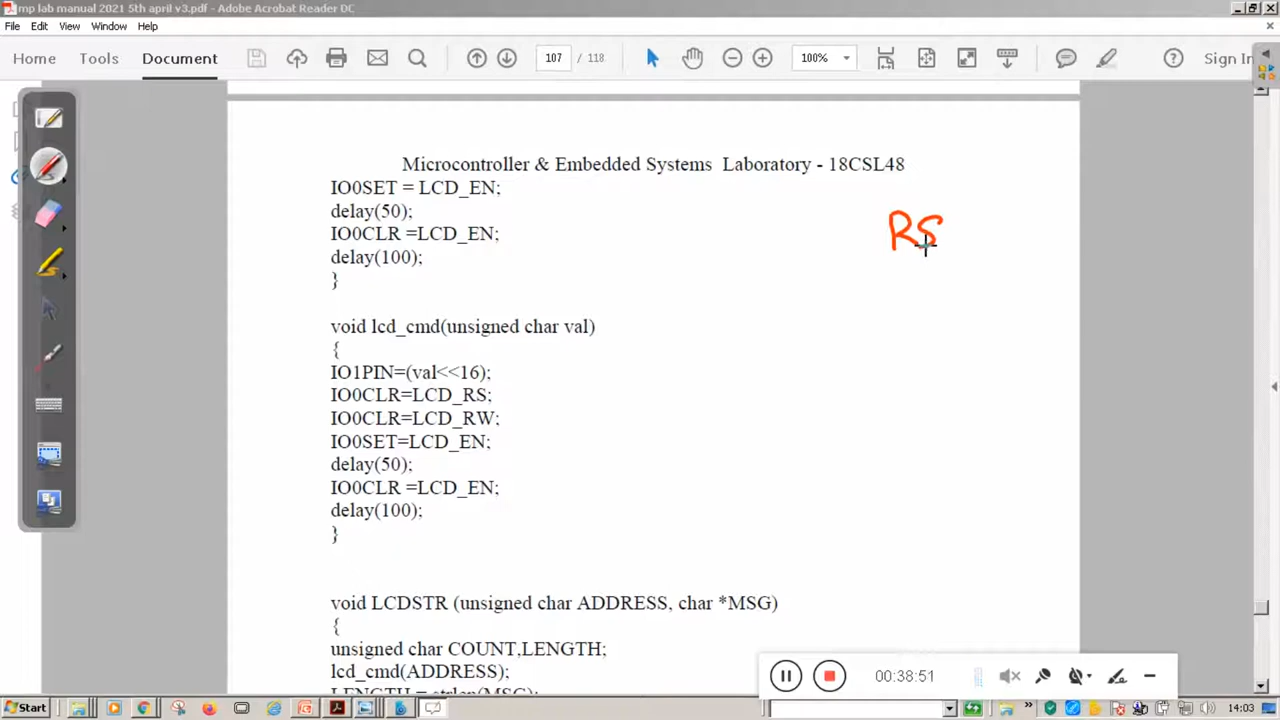 mp lab manual 2021 5th april v3.pdf - Adobe Acrobat Reader DC
File Edit View Window Help
Home Tools Document 107 / 118 100% Sign In
Microcontroller & Embedded Systems Laboratory - 18CSL48
IO0SET = LCD_EN;
delay(50);
IO0CLR =LCD_EN;
delay(100);
}
RS
void lcd_cmd(unsigned char val)
{
IO1PIN=(val<<16);
IO0CLR=LCD_RS;
IO0CLR=LCD_RW;
IO0SET=LCD_EN;
delay(50);
IO0CLR =LCD_EN;
delay(100);
}
void LCDSTR (unsigned char ADDRESS, char *MSG)
{
unsigned char COUNT,LENGTH;
lcd_cmd(ADDRESS);
LENGTH = strlen(MSG);
00:38:51
Start 14:03